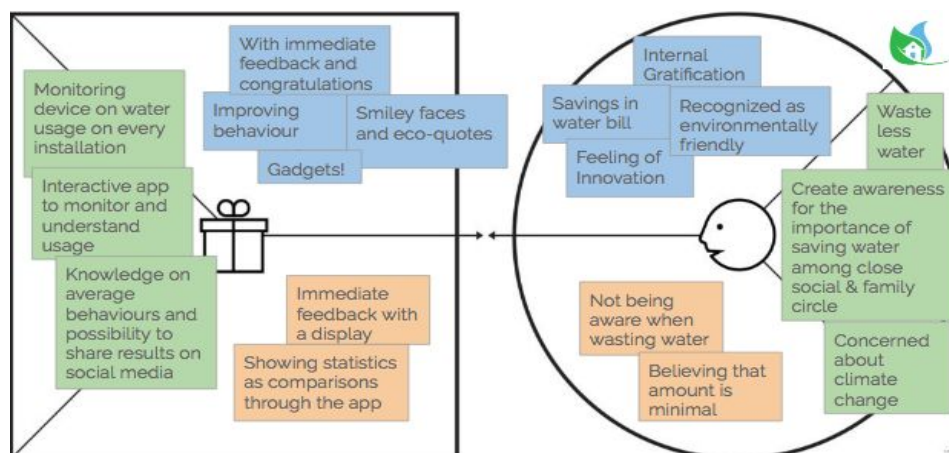 With immediate
feedback and
congratulations
Improving
behaviour
Smiley faces
and eco-quotes
Gadgets!
Monitoring
device on water
usage on every
installation
Interactive app
to monitor and
understand
usage
Knowledge on
average
behaviours and
possibility to
share results on
social media
Immediate
feedback with
a display
Showing statistics
as comparisons
through the app
Internal
Gratification
Savings in
water bill
Recognized as
environmentally
friendly
Feeling of
Innovation
Waste
less
water
Create awareness
for the
importance of
saving water
among close
social & family
circle
Concerned
about
climate
change
Not being
aware when
wasting water
Believing that
amount is
minimal